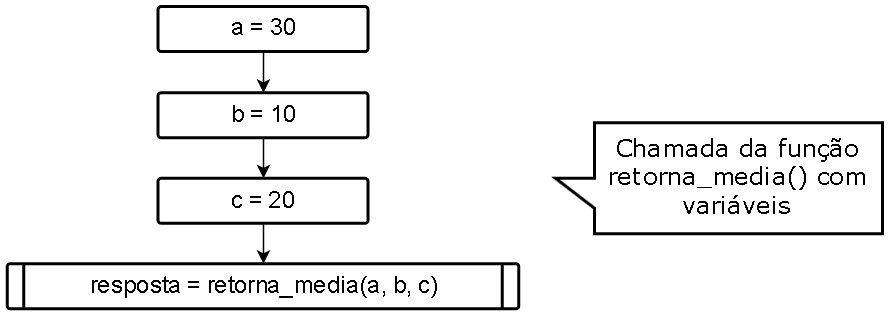 a = 30
b = 10
c = 20
resposta = retorna_media(a, b, c)
Chamada da função
retorna_media() com
variáveis